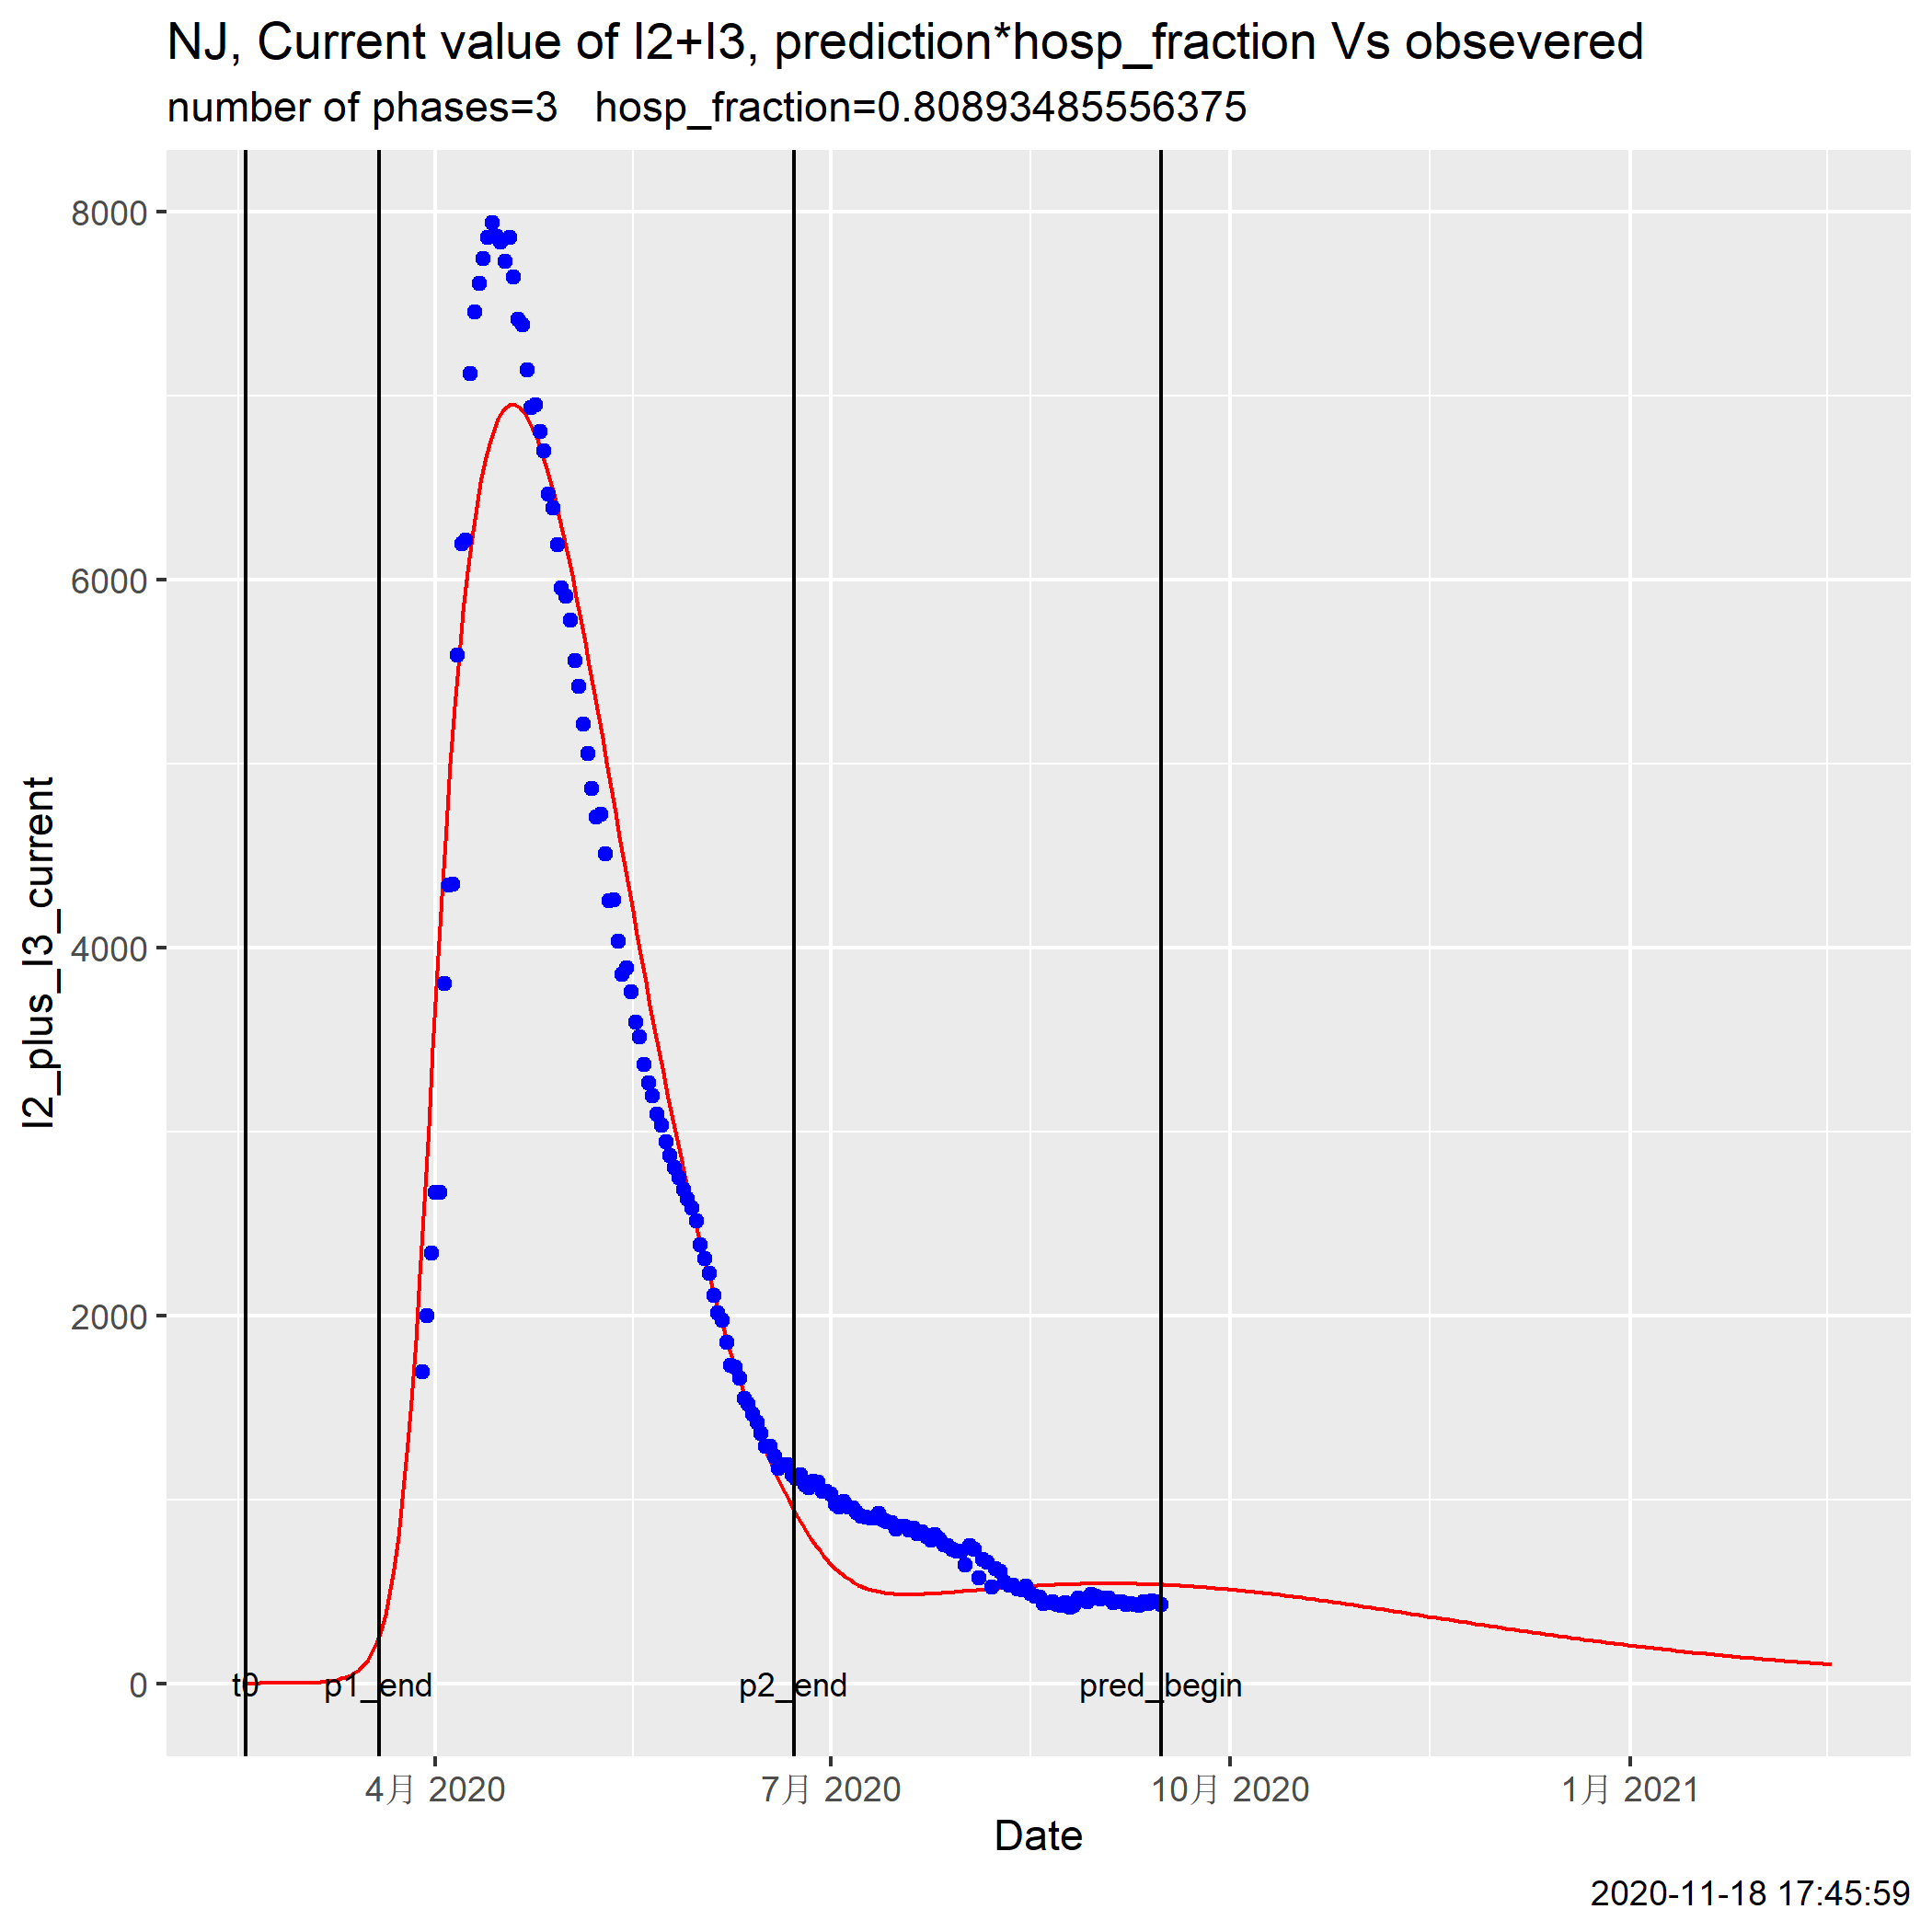 NJ, Current value of I2+I3, prediction*hosp_fraction Vs obsevered
number of phases=3 hosp_fraction=0.80893485556375
8000
6000
4000
2000
0
I2_plus_I3_current
t0
p1_end
p2_end
pred_begin
4月 2020
7月 2020
10月 2020
1月 2021
Date
2020-11-18 17:45:59